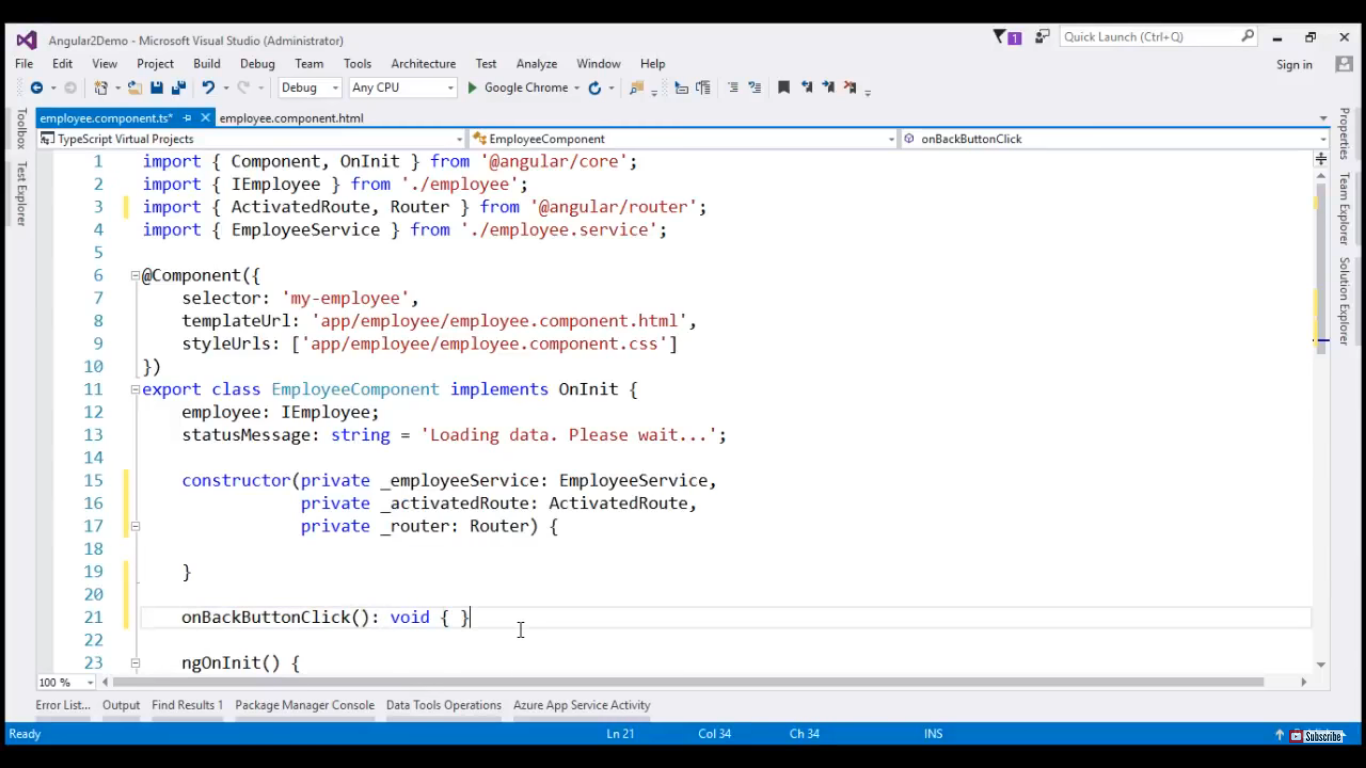 Angular2Demo - Microsoft Visual Studio (Administrator)
1
Quick Launch (Ctrl+Q)
File Edit View Project Build Debug Team Tools Architecture Test Analyze Window Help
Sign in
Debug Any CPU Google Chrome
employee.component.ts* employee.component.html
TypeScript Virtual Projects EmployeeComponent onBackButtonClick
Toolbox
Test Explorer
1 import { Component, OnInit } from '@angular/core';
2 import { IEmployee } from './employee';
3 import { ActivatedRoute, Router } from '@angular/router';
4 import { EmployeeService } from './employee.service';
5
6 @Component({
7 selector: 'my-employee',
8 templateUrl: 'app/employee/employee.component.html',
9 styleUrls: ['app/employee/employee.component.css']
10 })
11 export class EmployeeComponent implements OnInit {
12 employee: IEmployee;
13 statusMessage: string = 'Loading data. Please wait...';
14
15 constructor(private _employeeService: EmployeeService,
16 private _activatedRoute: ActivatedRoute,
17 private _router: Router) {
18
19 }
20
21 onBackButtonClick(): void { }
22
23 ngOnInit() {
Properties
Team Explorer
Solution Explorer
100 %
Error List... Output Find Results 1 Package Manager Console Data Tools Operations Azure App Service Activity
Ready Ln 21 Col 34 Ch 34 INS
Subscribe